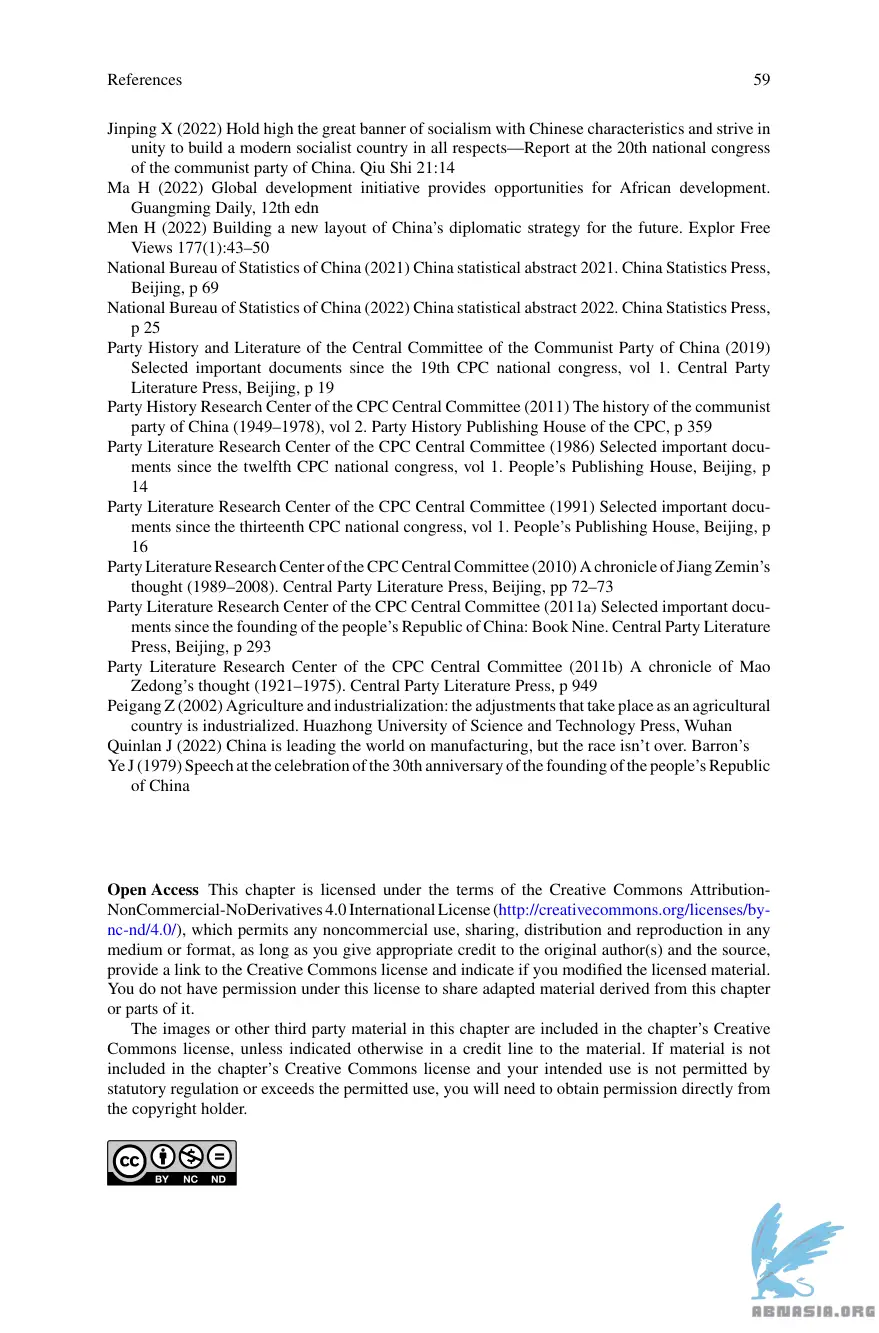 References 59
Jinping X (2022) Hold high the great banner of socialism with Chinese characteristics and strive in
unity to build a modern socialist country in all respects—Report at the 20th national congress
of the communist party of China. Qiu Shi 21:14
Ma H (2022) Global development initiative provides opportunities for African development.
Guangming Daily, 12th edn
Men H (2022) Building a new layout of China’s diplomatic strategy for the future. Explor Free
Views 177(1):43–50
National Bureau of Statistics of China (2021) China statistical abstract 2021. China Statistics Press,
Beijing, p 69
National Bureau of Statistics of China (2022) China statistical abstract 2022. China Statistics Press,
p 25
Party History and Literature of the Central Committee of the Communist Party of China (2019)
Selected important documents since the 19th CPC national congress, vol 1. Central Party
Literature Press, Beijing, p 19
Party History Research Center of the CPC Central Committee (2011) The history of the communist
party of China (1949–1978), vol 2. Party History Publishing House of the CPC, p 359
Party Literature Research Center of the CPC Central Committee (1986) Selected important docu-
ments since the twelfth CPC national congress, vol 1. People’s Publishing House, Beijing, p
14
Party Literature Research Center of the CPC Central Committee (1991) Selected important docu-
ments since the thirteenth CPC national congress, vol 1. People’s Publishing House, Beijing, p
16
Party Literature Research Center of the CPC Central Committee (2010) A chronicle of Jiang Zemin’s
thought (1989–2008). Central Party Literature Press, Beijing, pp 72–73
Party Literature Research Center of the CPC Central Committee (2011a) Selected important docu-
ments since the founding of the people’s Republic of China: Book Nine. Central Party Literature
Press, Beijing, p 293
Party Literature Research Center of the CPC Central Committee (2011b) A chronicle of Mao
Zedong’s thought (1921–1975). Central Party Literature Press, p 949
Peigang Z (2002) Agriculture and industrialization: the adjustments that take place as an agricultural
country is industrialized. Huazhong University of Science and Technology Press, Wuhan
Quinlan J (2022) China is leading the world on manufacturing, but the race isn’t over. Barron’s
Ye J (1979) Speech at the celebration of the 30th anniversary of the founding of the people’s Republic
of China
Open Access This chapter is licensed under the terms of the Creative Commons Attribution-
NonCommercial-NoDerivatives 4.0 International License (http://creativecommons.org/licenses/by-
nc-nd/4.0/), which permits any noncommercial use, sharing, distribution and reproduction in any
medium or format, as long as you give appropriate credit to the original author(s) and the source,
provide a link to the Creative Commons license and indicate if you modified the licensed material.
You do not have permission under this license to share adapted material derived from this chapter
or parts of it.
The images or other third party material in this chapter are included in the chapter’s Creative
Commons license, unless indicated otherwise in a credit line to the material. If material is not
included in the chapter’s Creative Commons license and your intended use is not permitted by
statutory regulation or exceeds the permitted use, you will need to obtain permission directly from
the copyright holder.
cc BY NC ND
ABNASIA.ORG